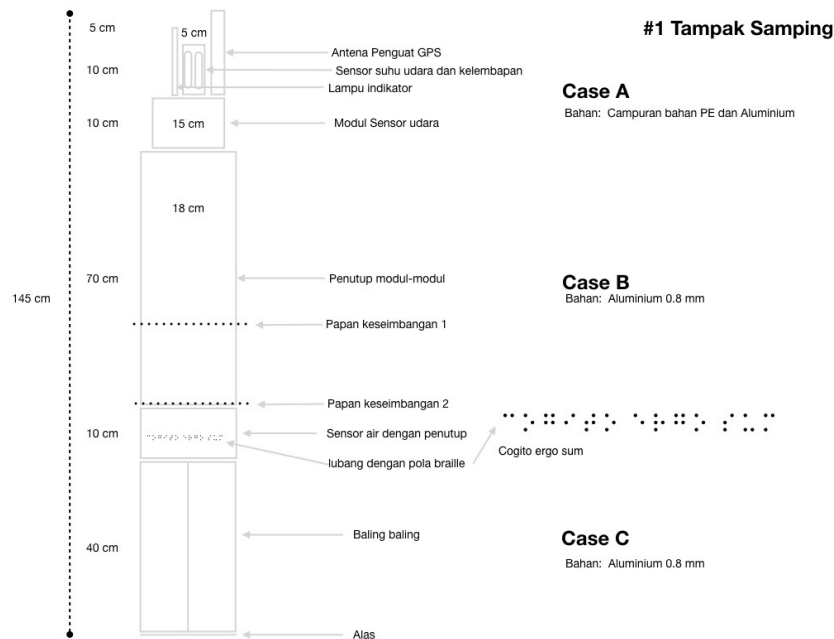 #1 Tampak Samping
5 cm
5 cm
Antena Penguat GPS
10 cm
Sensor suhu udara dan kelembapan
Lampu indikator
Case A
Bahan: Campuran bahan PE dan Aluminium
10 cm
15 cm
Modul Sensor udara
18 cm
70 cm
Penutup modul-modul
Case B
Bahan: Aluminium 0.8 mm
145 cm
Papan keseimbangan 1
Papan keseimbangan 2
10 cm
Sensor air dengan penutup
⠉⠕⠛⠊⠞⠕ ⠑⠗⠛⠕ ⠎⠥⠍
⠉⠕⠛⠊⠞⠕ ⠑⠗⠛⠕ ⠎⠥⠍
Cogito ergo sum
lubang dengan pola braille
40 cm
Baling baling
Case C
Bahan: Aluminium 0.8 mm
Alas